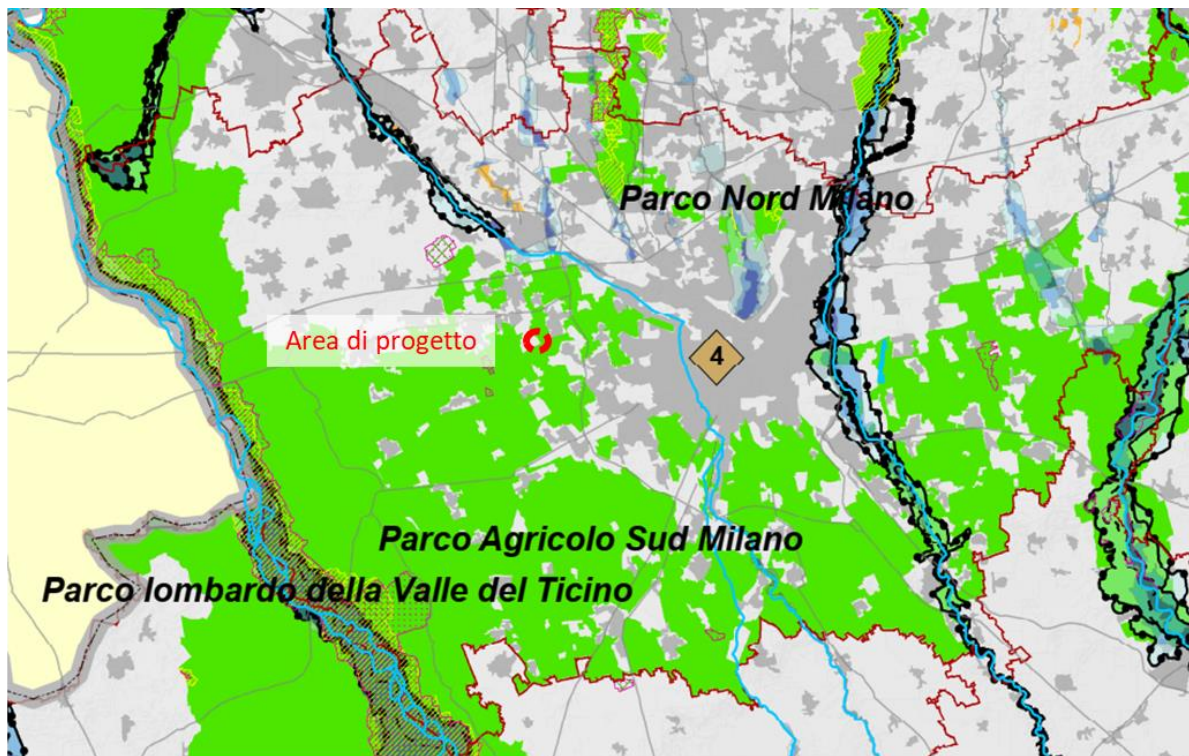 Parco Nord Milano
Area di progetto
4
Parco Agricolo Sud Milano
Parco lombardo della Valle del Ticino